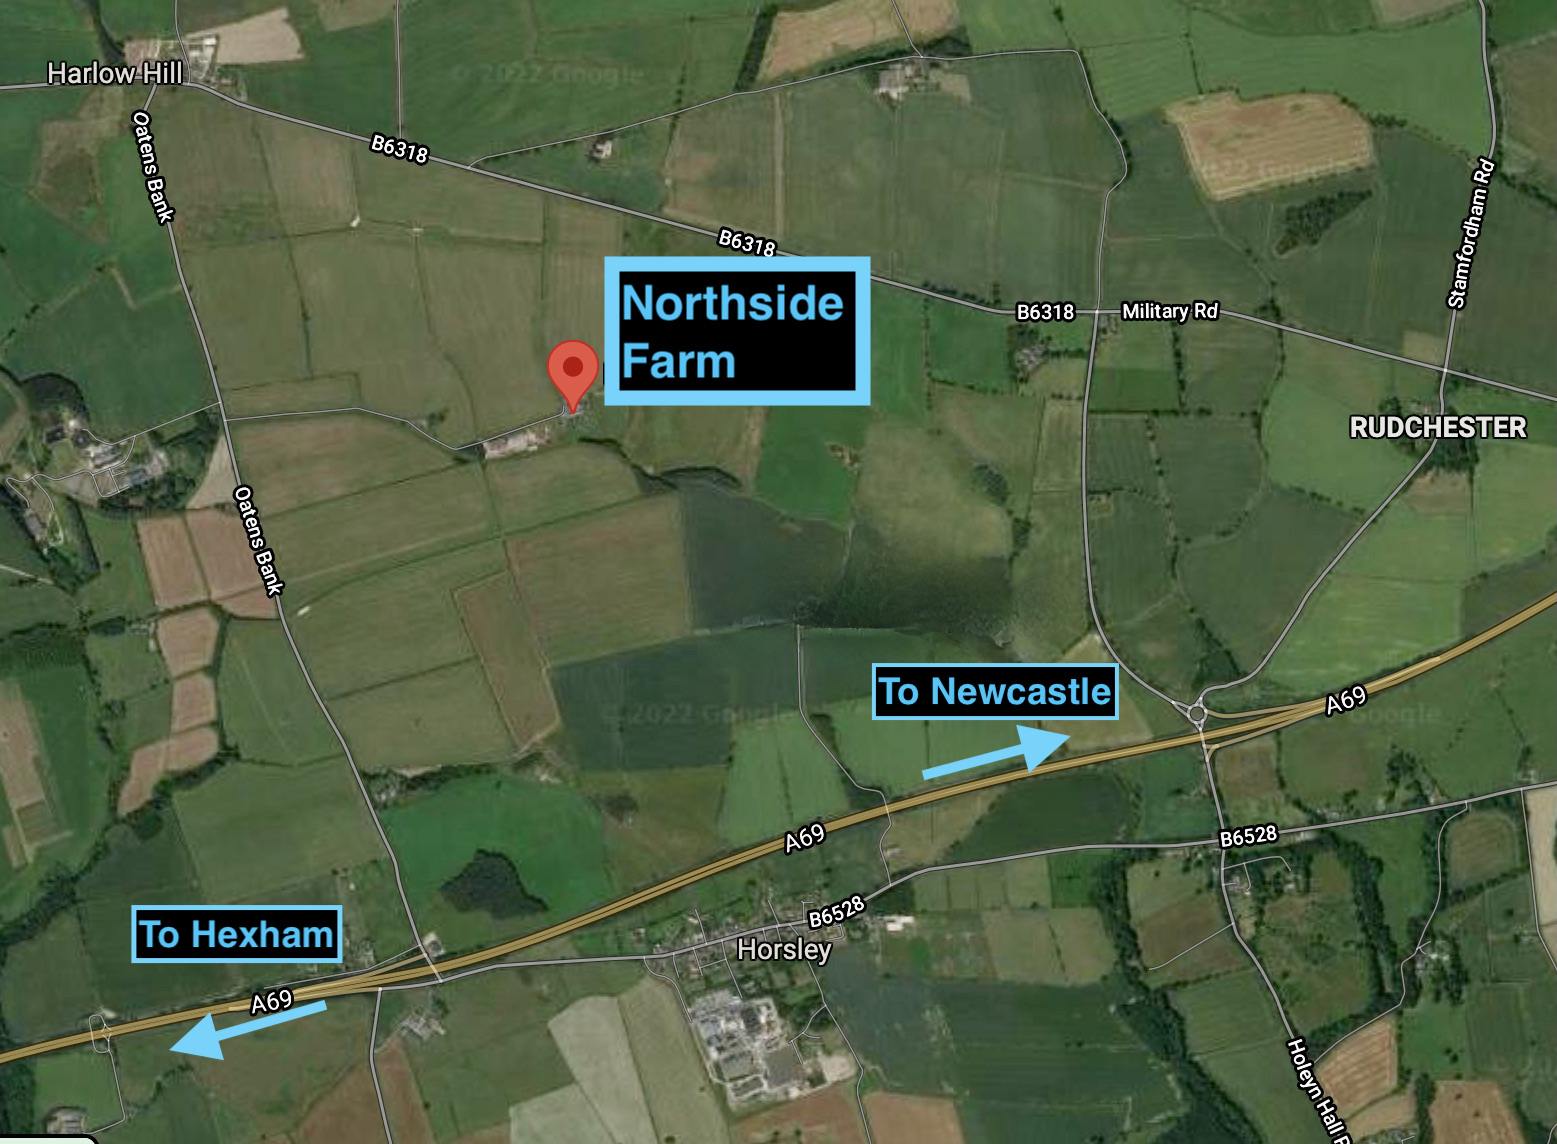 © 2022 Google
Harlow Hill
Oatens Bank
B6318
Stamfordham Rd
B6318
Northside
Farm
B6318
Military Rd
RUDCHESTER
Oatens Bank
To Newcastle
A69
© 2022 Google
Google
A69
B6528
B6528
To Hexham
Horsley
A69
Holeyn Hall R